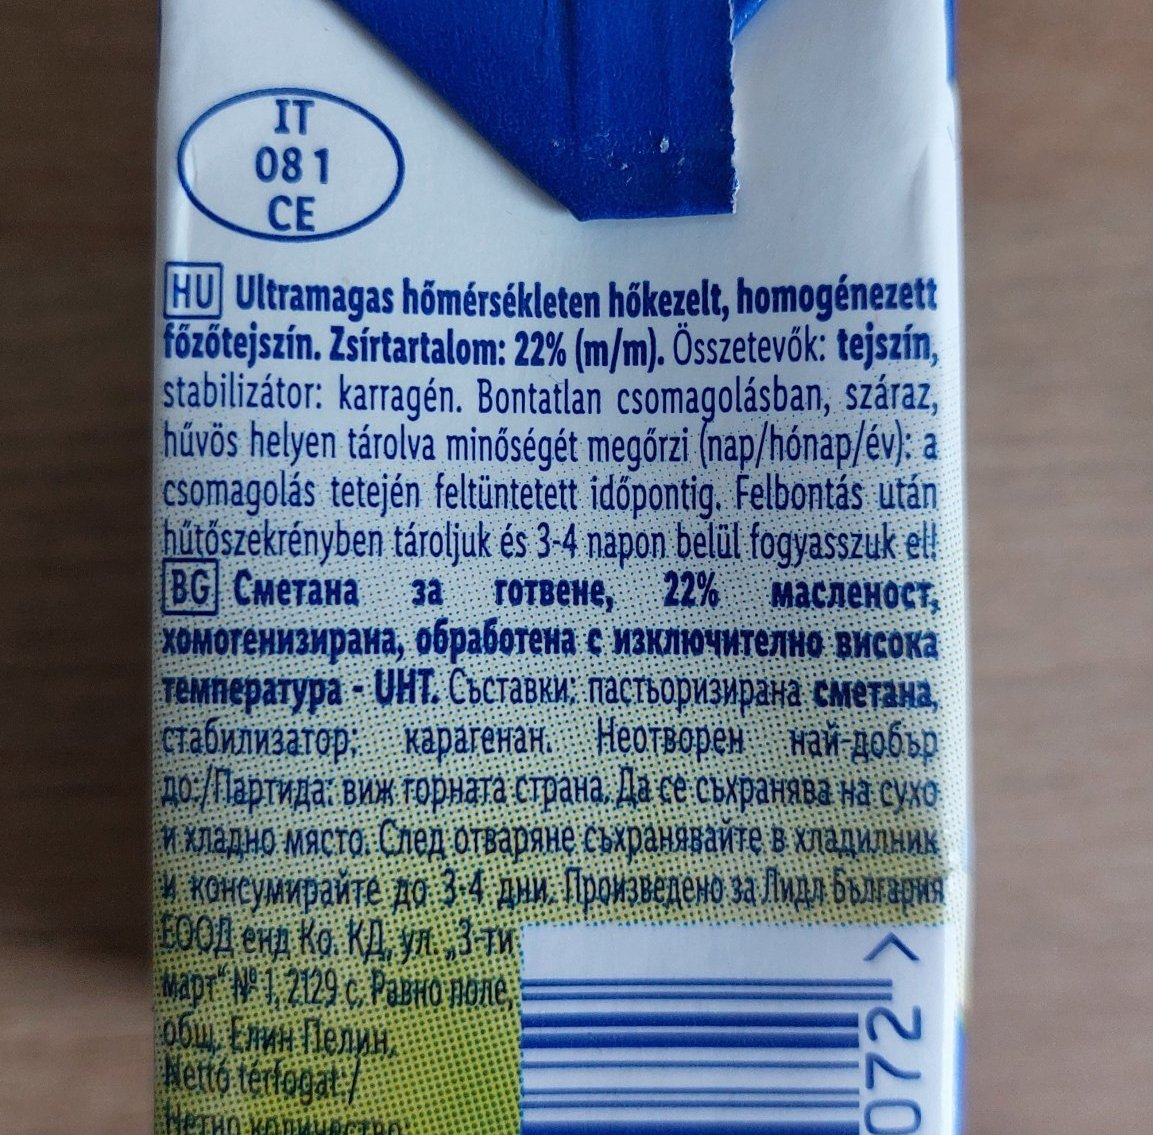 IT
08 1
CE
HU Ultramagas hőmérsékleten hőkezelt, homogénezett
főzőtejszín. Zsírtartalom: 22% (m/m). Összetevők: tejszín,
stabilizátor: karragén. Bontatlan csomagolásban, száraz,
hűvös helyen tárolva minőségét megőrzi (nap/hónap/év): a
csomagolás tetején feltüntetett időpontig. Felbontás után
hűtőszekrényben tároljuk és 3-4 napon belül fogyasszuk el!
BG Сметана за готвене, 22% масленост,
хомогенизирана, обработена с изключително висока
температура - UHT. Съставки: пастьоризирана сметана,
стабилизатор: карагенан. Неотворен най-добър
до:/Партида: виж горната страна. Да се съхранява на сухо
и хладно място. След отваряне съхранявайте в хладилник
и консумирайте до 3-4 дни. Произведено за Лидл България
ЕООД енд Ко. КД, ул. „3-ти
март" № 1, 2129 с. Равно поле,
общ. Елин Пелин,
Nettó térfogat:/
Нетно количество:
072 >